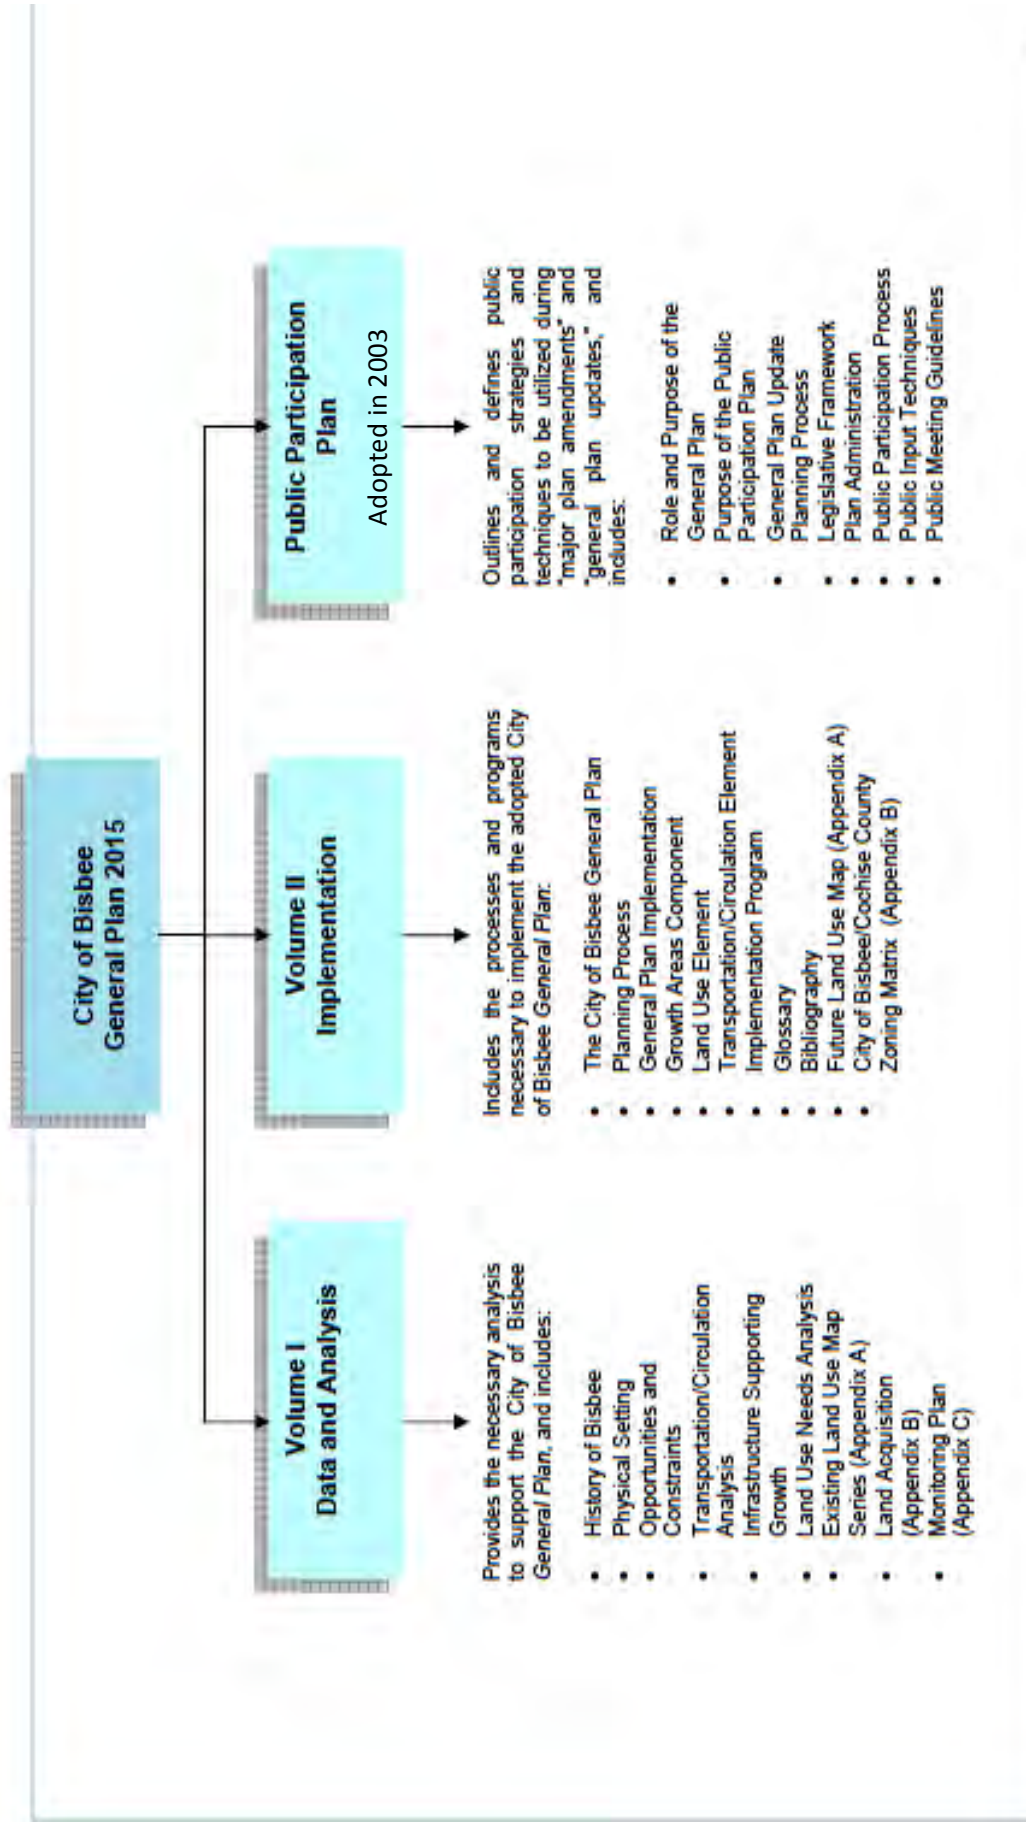 City of Bisbee
General Plan 2015
Volume I
Data and Analysis
Provides the necessary analysis
to support the City of Bisbee
General Plan, and includes:
• History of Bisbee
• Physical Setting
• Opportunities and
Constraints
• Transportation/Circulation
Analysis
• Infrastructure Supporting
Growth
• Land Use Needs Analysis
• Existing Land Use Map
Series (Appendix A)
• Land Acquisition
(Appendix B)
• Monitoring Plan
(Appendix C)
Volume II
Implementation
Includes the processes and programs
necessary to implement the adopted City
of Bisbee General Plan:
• The City of Bisbee General Plan
Planning Process
• General Plan Implementation
• Growth Areas Component
• Land Use Element
• Transportation/Circulation Element
• Implementation Program
• Glossary
• Bibliography
• Future Land Use Map (Appendix A)
• City of Bisbee/Cochise County
Zoning Matrix (Appendix B)
Public Participation
Plan
Adopted in 2003
Outlines and defines public
participation strategies and
techniques to be utilized during
"major plan amendments" and
"general plan updates," and
includes:
• Role and Purpose of the
General Plan
• Purpose of the Public
Participation Plan
• General Plan Update
Planning Process
• Legislative Framework
• Plan Administration
• Public Participation Process
• Public Input Techniques
• Public Meeting Guidelines